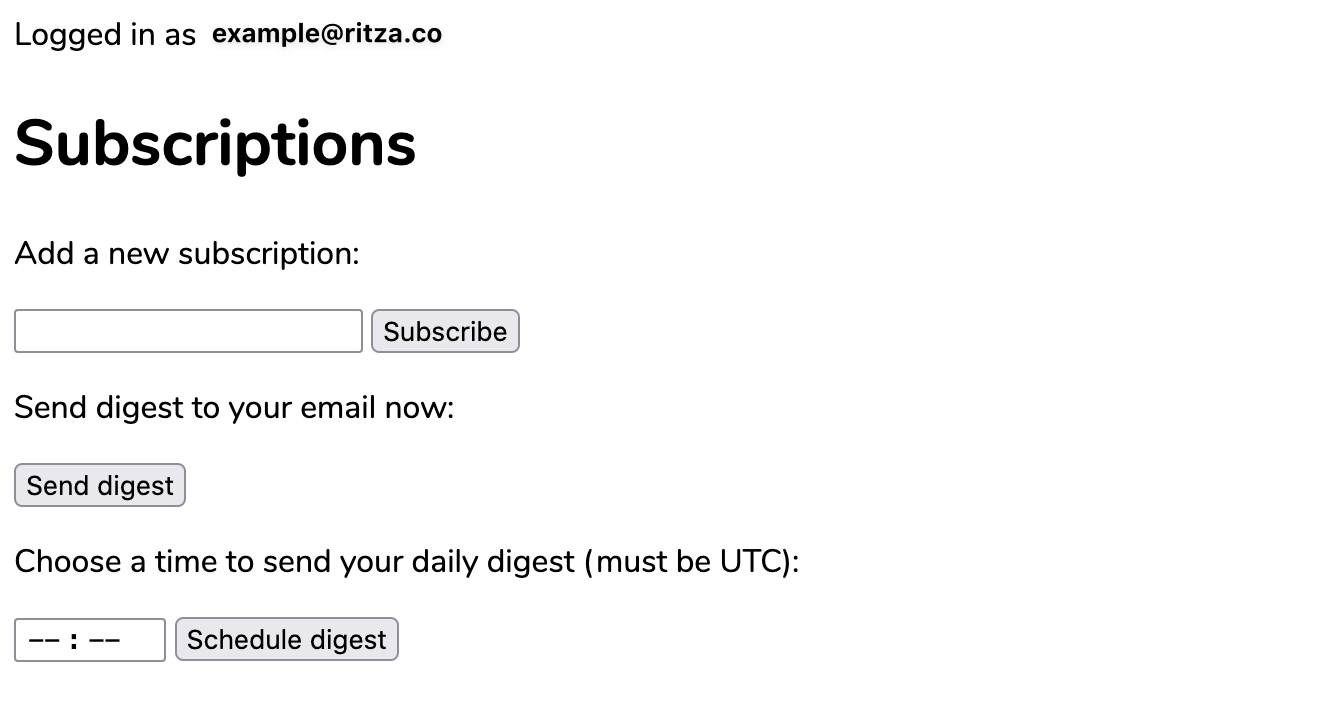 Logged in as example@ritza.co
Subscriptions
Add a new subscription:
Subscribe
Send digest to your email now:
Send digest
Choose a time to send your daily digest (must be UTC):
--:-- Schedule digest